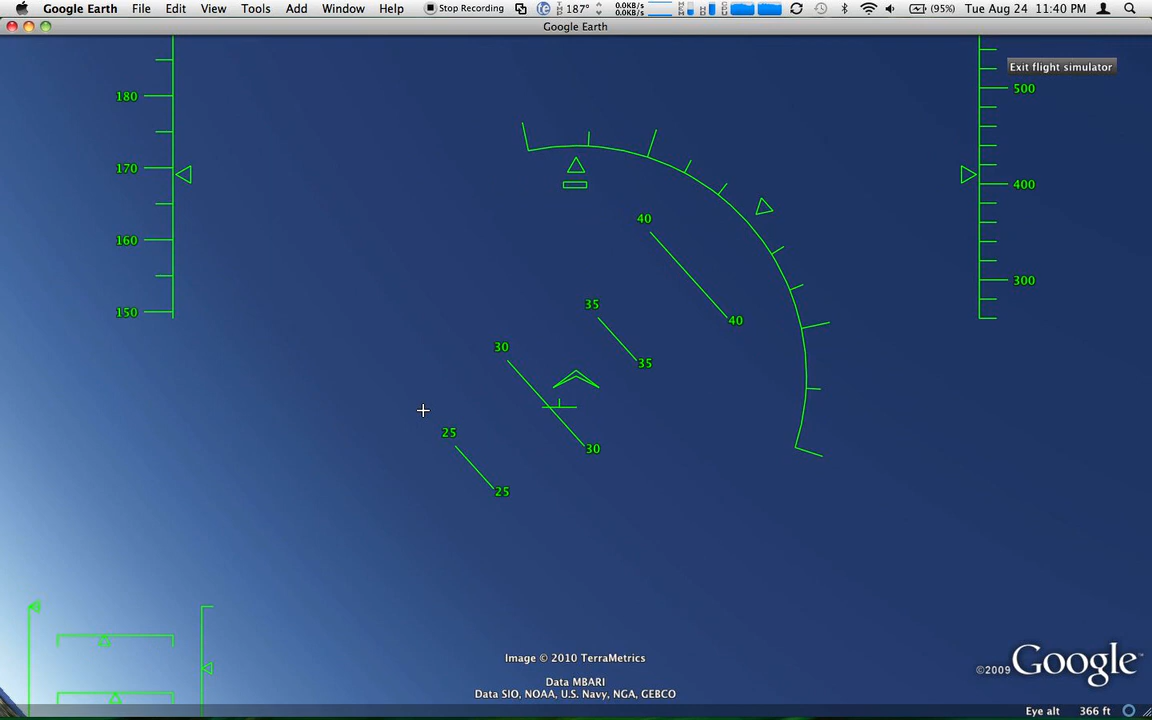 Google Earth File Edit View Tools Add Window Help Stop Recording 187° 0.0KB/s 0.0KB/s (95%) Tue Aug 24 11:40 PM
Google Earth
Exit flight simulator
180
170
160
150
500
400
300
40
40
35
35
30
30
25
25
Image © 2010 TerraMetrics
Data MBARI
Data SIO, NOAA, U.S. Navy, NGA, GEBCO
©2009 Google
Eye alt 366 ft